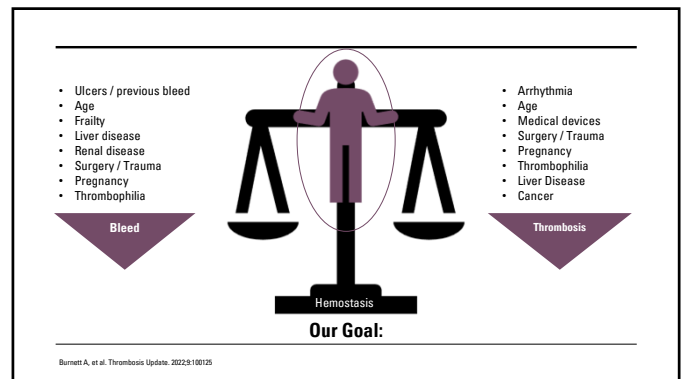 • Ulcers / previous bleed
• Age
• Frailty
• Liver disease
• Renal disease
• Surgery / Trauma
• Pregnancy
• Thrombophilia
Bleed
• Arrhythmia
• Age
• Medical devices
• Surgery / Trauma
• Pregnancy
• Thrombophilia
• Liver Disease
• Cancer
Thrombosis
Hemostasis
Our Goal:
Burnett A, et al. Thrombosis Update. 2022;9:100125